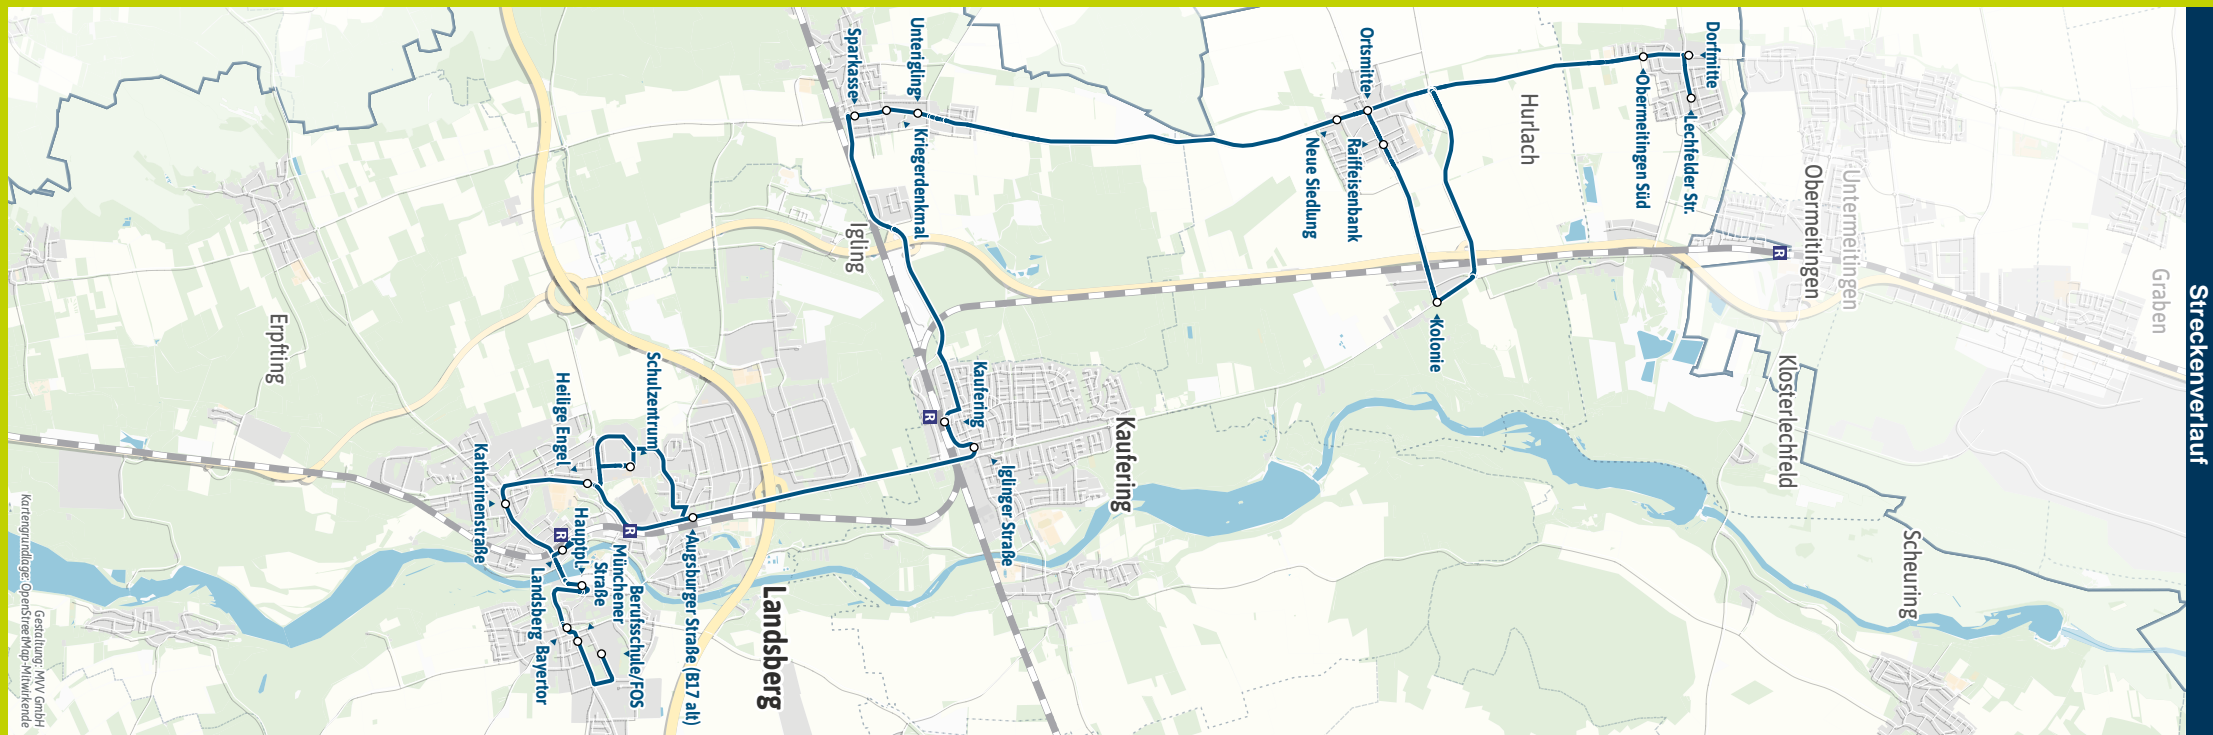 Streckenverlauf
Graben
Untermeitingen
Obermeitingen
Klosterlechfeld
Scheuring
Dorfmitte
Lechfelder Str.
Obermeitingen Süd
Hurlach
Ortsmitte
Raiffeisenbank
Neue Siedlung
Kolonie
Unterigling
Kriegerdenkmal
Sparkasse
Igling
Kaufering
R
Kaufering
R
Iglinger Straße
Landsberg
Augsburger Straße (B17 alt)
Schulzentrum
R
Heilige Engel
Katharinenstraße
Hauptpl.
R
Münchener
Straße
Berufsschule/FOS
Landsberg Bayertor
Erpfting
Gestaltung: MVV GmbH
Kartengrundlage: OpenStreetMap-Mitwirkende